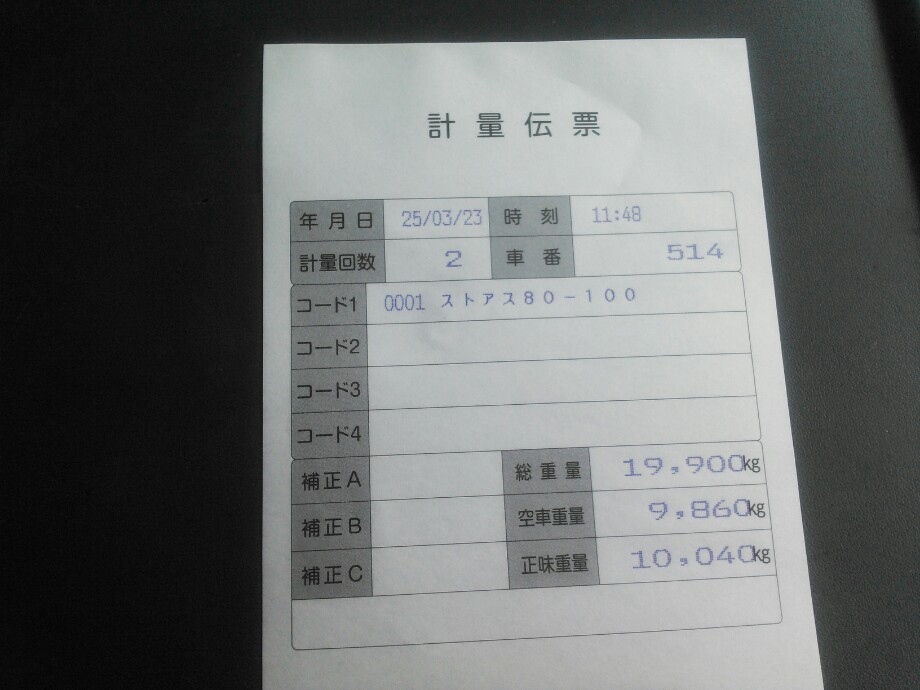 計量伝票
年月日 25/03/23 時刻 11:48
計量回数 2 車番 514
コード1 0001 ストアス80-100
コード2
コード3
コード4
補正A 総重量 19,900kg
補正B 空車重量 9,860kg
補正C 正味重量 10,040kg